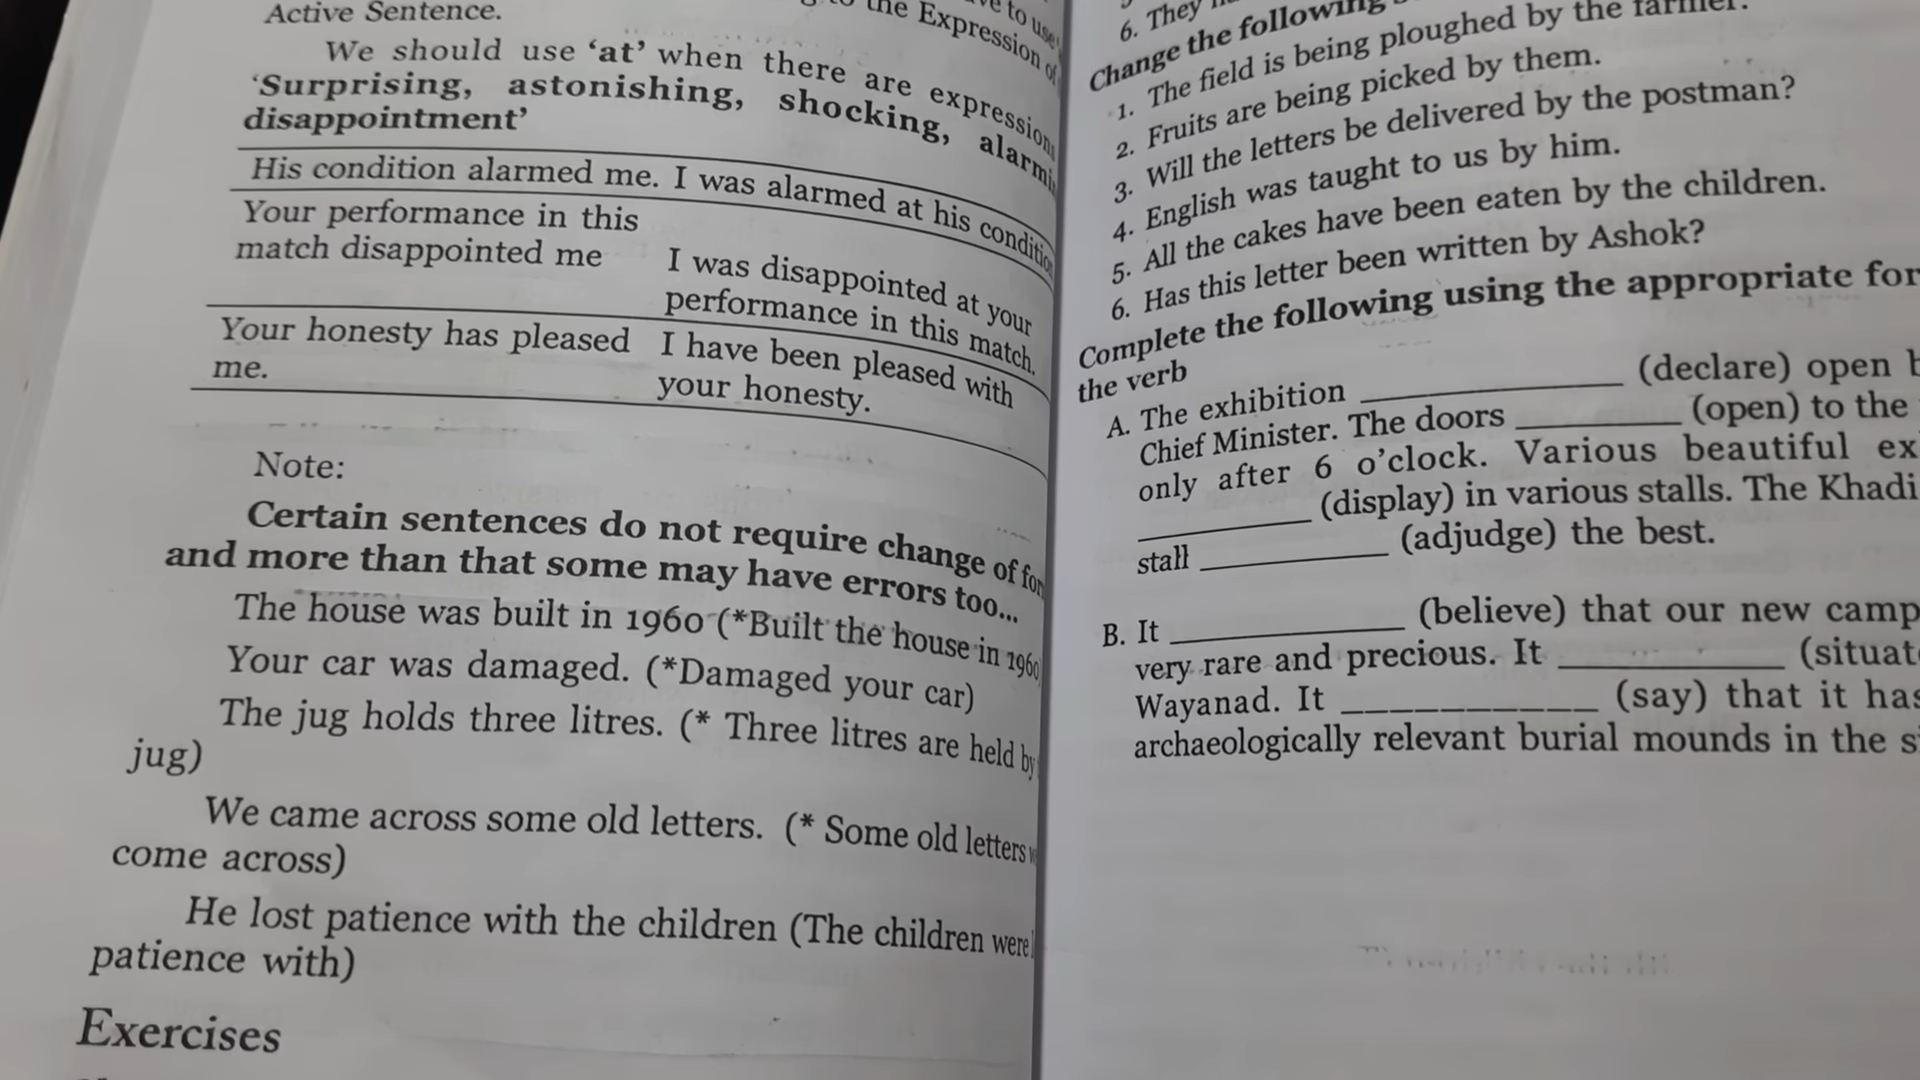 Active Sentence.
the Expression of
We should use ‘at’ when there are expressions
‘Surprising, astonishing, shocking,
disappointment’
His condition alarmed me. I was alarmed at his
Your performance in this
match disappointed me
I was disappointed at your
performance in this match.
Your honesty has pleased
me.
I have been pleased with
your honesty.
Note:
Certain sentences do not require change of
and more than that some may have errors too...
The house was built in 1960 (*Built the house in 1960
Your car was damaged. (*Damaged your car)
The jug holds three litres. (* Three litres are held by
jug)
We came across some old letters. (* Some old letters
come across)
He lost patience with the children (The children were
patience with)
Exercises
6. They
Change the following
1. The field is being ploughed by the farmer.
2. Fruits are being picked by them.
3. Will the letters be delivered by the postman?
4. English was taught to us by him.
5. All the cakes have been eaten by the children.
6. Has this letter been written by Ashok?
Complete the following using the appropriate
the verb
A. The exhibition ____________ (declare) open
Chief Minister. The doors ________ (open) to the
only after 6 o’clock. Various beautiful
________ (display) in various stalls. The Khadi
stall ________ (adjudge) the best.
B. It ____________ (believe) that our new
very rare and precious. It ____________
Wayanad. It __________ (say) that it has
archaeologically relevant burial mounds in the